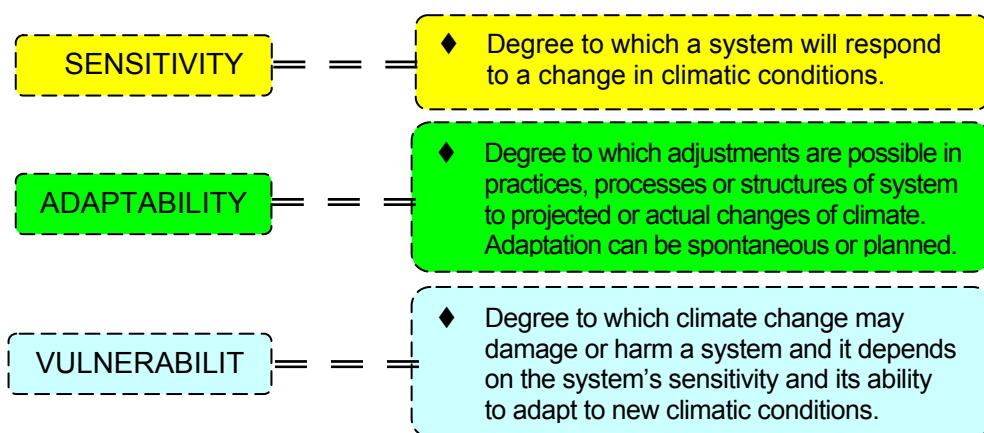 SENSITIVITY
♦ Degree to which a system will respond
to a change in climatic conditions.
ADAPTABILITY
♦ Degree to which adjustments are possible in
practices, processes or structures of system
to projected or actual changes of climate.
Adaptation can be spontaneous or planned.
VULNERABILIT
♦ Degree to which climate change may
damage or harm a system and it depends
on the system’s sensitivity and its ability
to adapt to new climatic conditions.